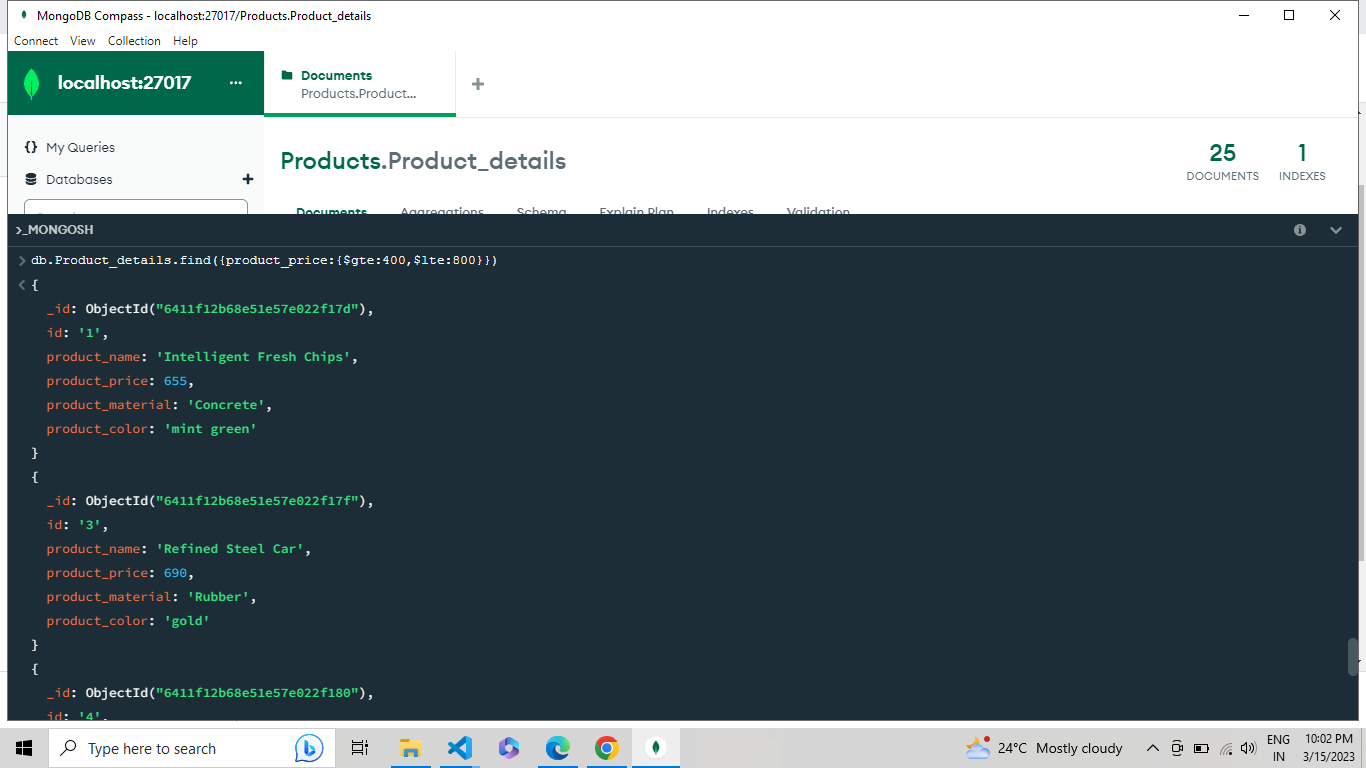 MongoDB Compass - localhost:27017/Products.Product_details
Connect View Collection Help
localhost:27017 ...
Documents
Products.Product...
My Queries
Databases
Products.Product_details
25
DOCUMENTS
1
INDEXES
Documents Aggregations Schema Explain Plan Indexes Validation
>_MONGOSH
db.Product_details.find({product_price:{$gte:400,$lte:800}})
{
_id: ObjectId("6411f12b68e51e57e022f17d"),
id: '1',
product_name: 'Intelligent Fresh Chips',
product_price: 655,
product_material: 'Concrete',
product_color: 'mint green'
}
{
_id: ObjectId("6411f12b68e51e57e022f17f"),
id: '3',
product_name: 'Refined Steel Car',
product_price: 690,
product_material: 'Rubber',
product_color: 'gold'
}
{
_id: ObjectId("6411f12b68e51e57e022f180"),
id: '4',
Type here to search
24°C Mostly cloudy
ENG
IN
10:02 PM
3/15/2023